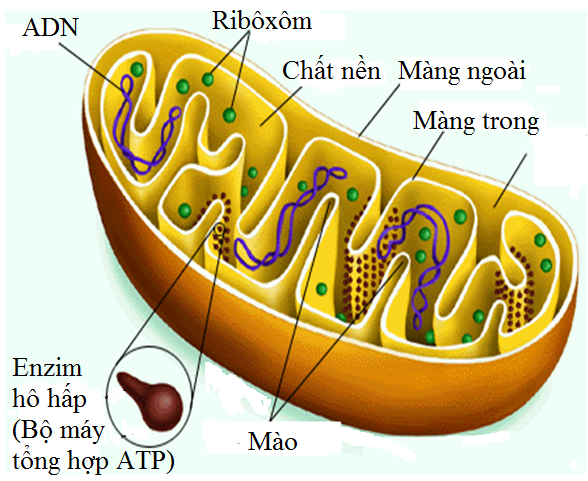 ADN
Ribôxôm
Chất nền
Màng ngoài
Màng trong
Enzim
hô hấp
(Bộ máy
tổng hợp ATP)
Mào